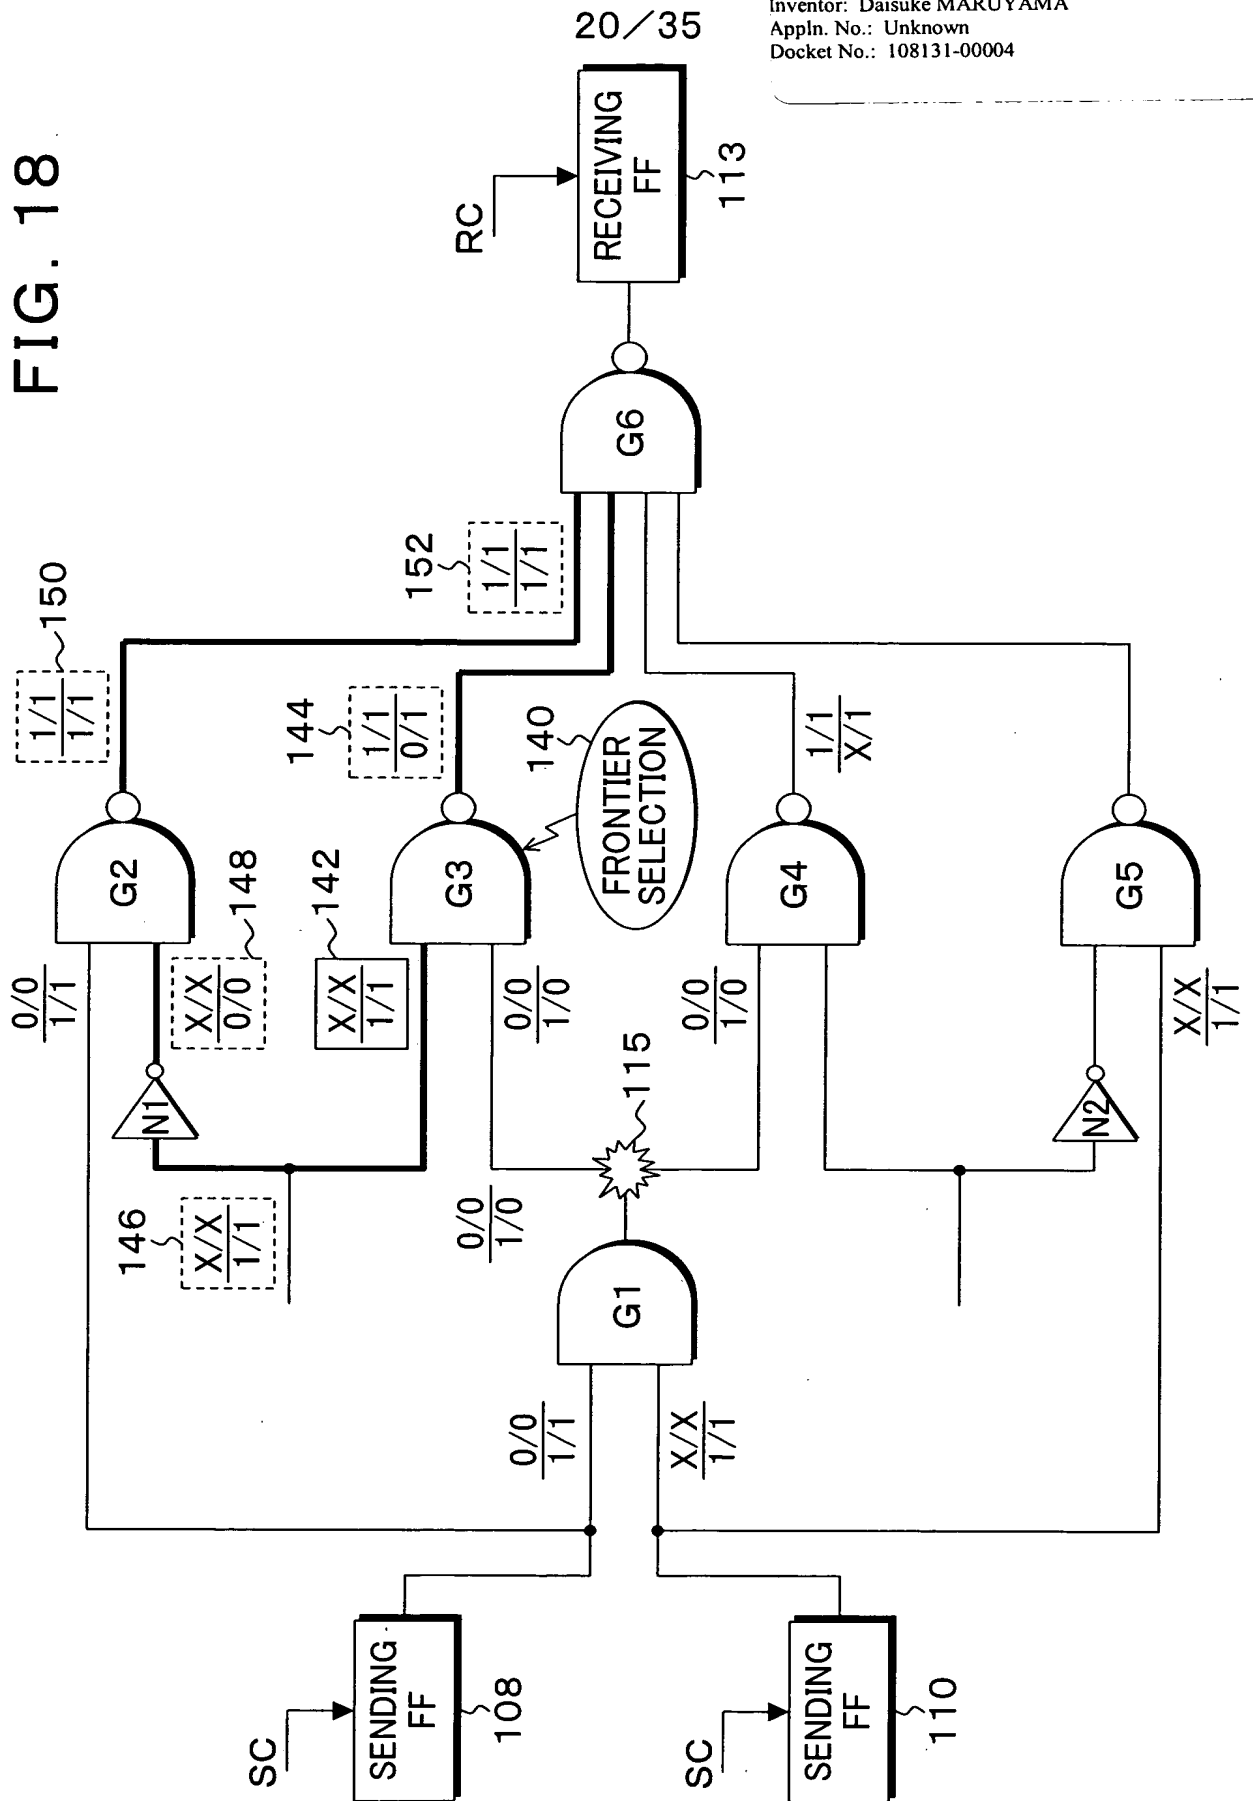 Inventor: Daisuke MARUYAMA
Appln. No.: Unknown
Docket No.: 108131-00004
20/35
FIG. 18
RC
RECEIVING
FF
113
G6
150
1/1
1/1
152
1/1
1/1
144
1/1
0/1
140
FRONTIER
SELECTION
1/1
X/1
G2
G3
G4
G5
148
142
0/0
1/1
X/X
0/0
X/X
1/1
0/0
1/0
0/0
1/0
X/X
1/1
N1
115
N2
146
X/X
1/1
0/0
1/0
G1
0/0
1/1
X/X
1/1
SC
SENDING
FF
108
SC
SENDING
FF
110